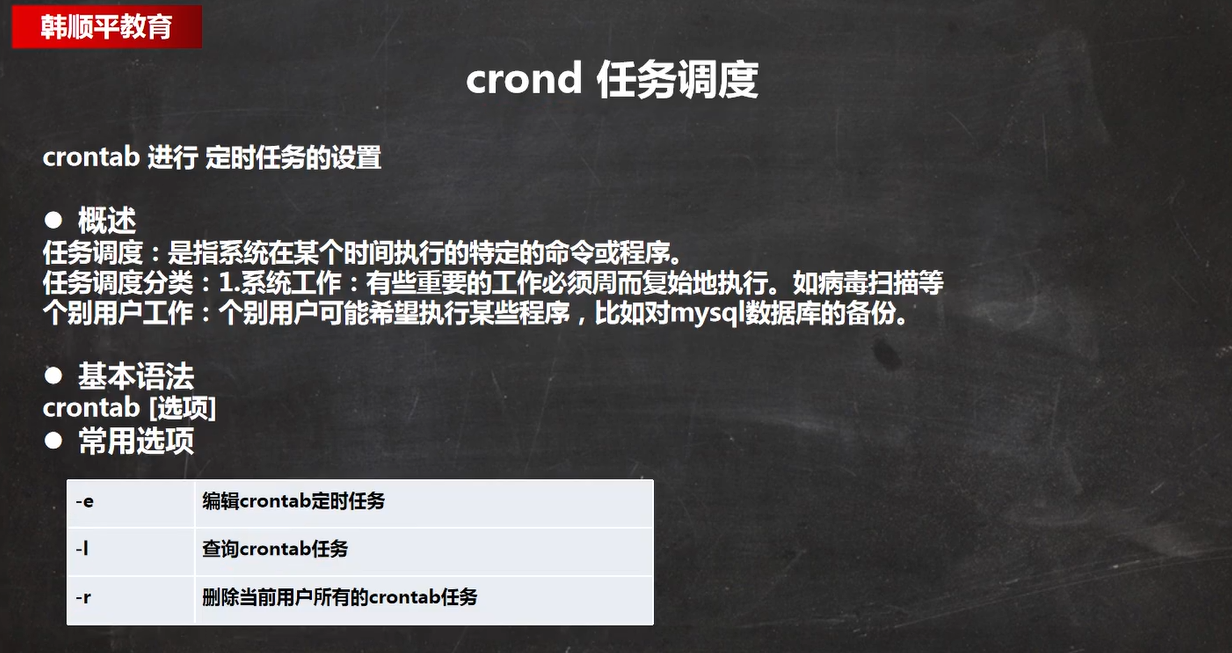 韩顺平教育
crond 任务调度
crontab 进行 定时任务的设置
● 概述
任务调度：是指系统在某个时间执行的特定的命令或程序。
任务调度分类：1.系统工作：有些重要的工作必须周而复始地执行。如病毒扫描等
个别用户工作：个别用户可能希望执行某些程序，比如对mysql数据库的备份。
● 基本语法
crontab [选项]
● 常用选项
-e 编辑crontab定时任务
-l 查询crontab任务
-r 删除当前用户所有的crontab任务